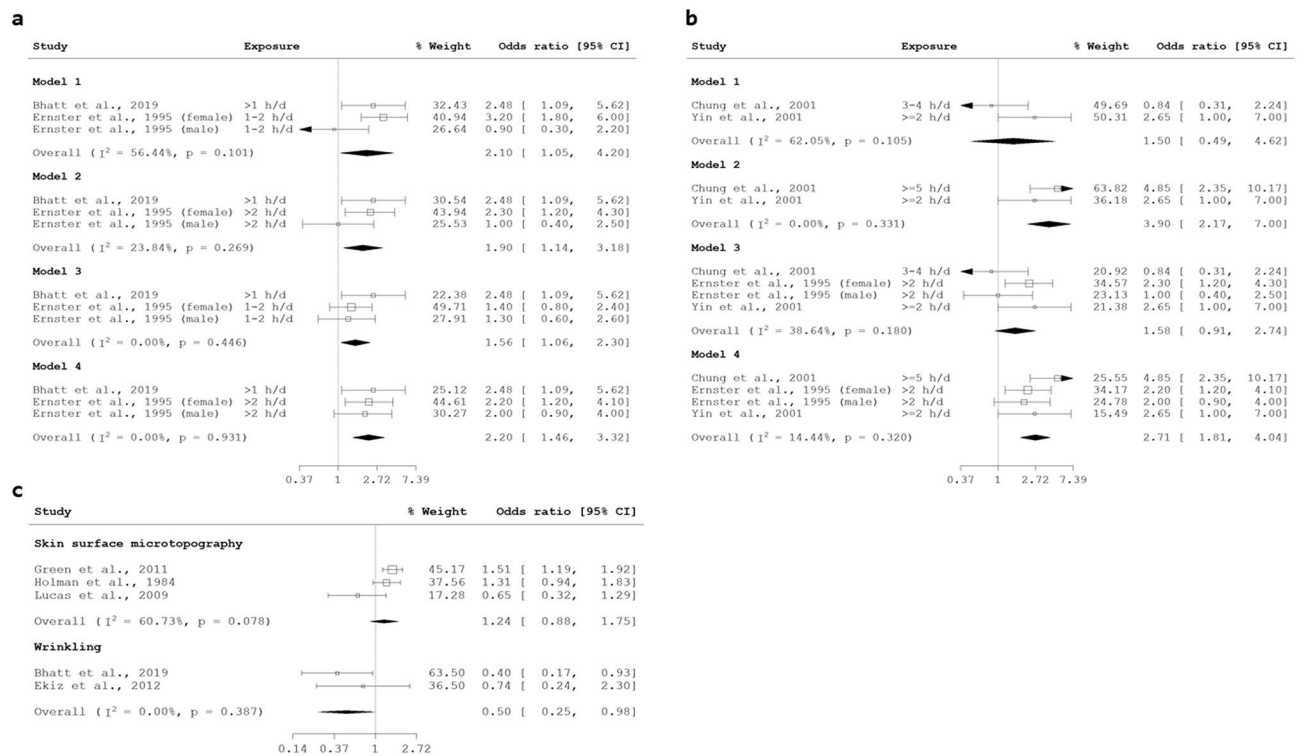 a
Study Exposure % Weight Odds ratio [95% CI]
Model 1
Bhatt et al., 2019 >1 h/d 32.43 2.48 [ 1.09, 5.62]
Ernster et al., 1995 (female) 1-2 h/d 40.94 3.20 [ 1.80, 6.00]
Ernster et al., 1995 (male) 1-2 h/d 26.64 0.90 [ 0.30, 2.20]
Overall (I² = 56.44%, p = 0.101) 2.10 [ 1.05, 4.20]
Model 2
Bhatt et al., 2019 >1 h/d 30.54 2.48 [ 1.09, 5.62]
Ernster et al., 1995 (female) >2 h/d 43.94 2.30 [ 1.20, 4.30]
Ernster et al., 1995 (male) >2 h/d 25.53 1.00 [ 0.40, 2.50]
Overall (I² = 23.84%, p = 0.269) 1.90 [ 1.14, 3.18]
Model 3
Bhatt et al., 2019 >1 h/d 22.38 2.48 [ 1.09, 5.62]
Ernster et al., 1995 (female) 1-2 h/d 49.71 1.40 [ 0.80, 2.40]
Ernster et al., 1995 (male) 1-2 h/d 27.91 1.30 [ 0.60, 2.60]
Overall (I² = 0.00%, p = 0.446) 1.56 [ 1.06, 2.30]
Model 4
Bhatt et al., 2019 >1 h/d 25.12 2.48 [ 1.09, 5.62]
Ernster et al., 1995 (female) >2 h/d 44.61 2.20 [ 1.20, 4.10]
Ernster et al., 1995 (male) >2 h/d 30.27 2.00 [ 0.90, 4.00]
Overall (I² = 0.00%, p = 0.931) 2.20 [ 1.46, 3.32]
0.37 1 2.72 7.39
b
Study Exposure % Weight Odds ratio [95% CI]
Model 1
Chung et al., 2001 3-4 h/d 49.69 0.84 [ 0.31, 2.24]
Yin et al., 2001 >=2 h/d 50.31 2.65 [ 1.00, 7.00]
Overall (I² = 62.05%, p = 0.105) 1.50 [ 0.49, 4.62]
Model 2
Chung et al., 2001 >=5 h/d 63.82 4.85 [ 2.35, 10.17]
Yin et al., 2001 >=2 h/d 36.18 2.65 [ 1.00, 7.00]
Overall (I² = 0.00%, p = 0.331) 3.90 [ 2.17, 7.00]
Model 3
Chung et al., 2001 3-4 h/d 20.92 0.84 [ 0.31, 2.24]
Ernster et al., 1995 (female) >2 h/d 34.57 2.30 [ 1.20, 4.30]
Ernster et al., 1995 (male) >2 h/d 23.13 1.00 [ 0.40, 2.50]
Yin et al., 2001 >=2 h/d 21.38 2.65 [ 1.00, 7.00]
Overall (I² = 38.64%, p = 0.180) 1.58 [ 0.91, 2.74]
Model 4
Chung et al., 2001 >=5 h/d 25.55 4.85 [ 2.35, 10.17]
Ernster et al., 1995 (female) >2 h/d 34.17 2.20 [ 1.20, 4.10]
Ernster et al., 1995 (male) >2 h/d 24.78 2.00 [ 0.90, 4.00]
Yin et al., 2001 >=2 h/d 15.49 2.65 [ 1.00, 7.00]
Overall (I² = 14.44%, p = 0.320) 2.71 [ 1.81, 4.04]
0.37 1 2.72 7.39
c
Study % Weight Odds ratio [95% CI]
Skin surface microtopography
Green et al., 2011 45.17 1.51 [ 1.19, 1.92]
Holman et al., 1984 37.56 1.31 [ 0.94, 1.83]
Lucas et al., 2009 17.28 0.65 [ 0.32, 1.29]
Overall (I² = 60.73%, p = 0.078) 1.24 [ 0.88, 1.75]
Wrinkling
Bhatt et al., 2019 63.50 0.40 [ 0.17, 0.93]
Ekiz et al., 2012 36.50 0.74 [ 0.24, 2.30]
Overall (I² = 0.00%, p = 0.387) 0.50 [ 0.25, 0.98]
0.14 0.37 1 2.72